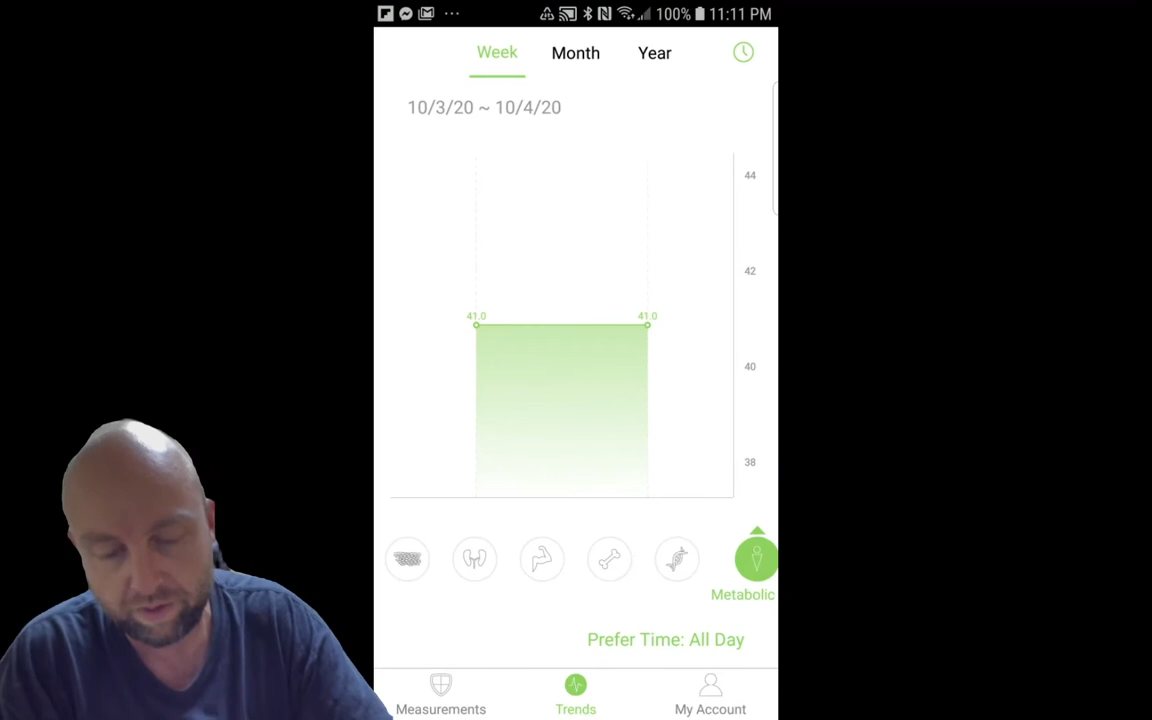 100% 11:11 PM
Week Month Year
10/3/20 ~ 10/4/20
44
42
41.0 41.0
40
38
Metabolic
Prefer Time: All Day
Measurements Trends My Account